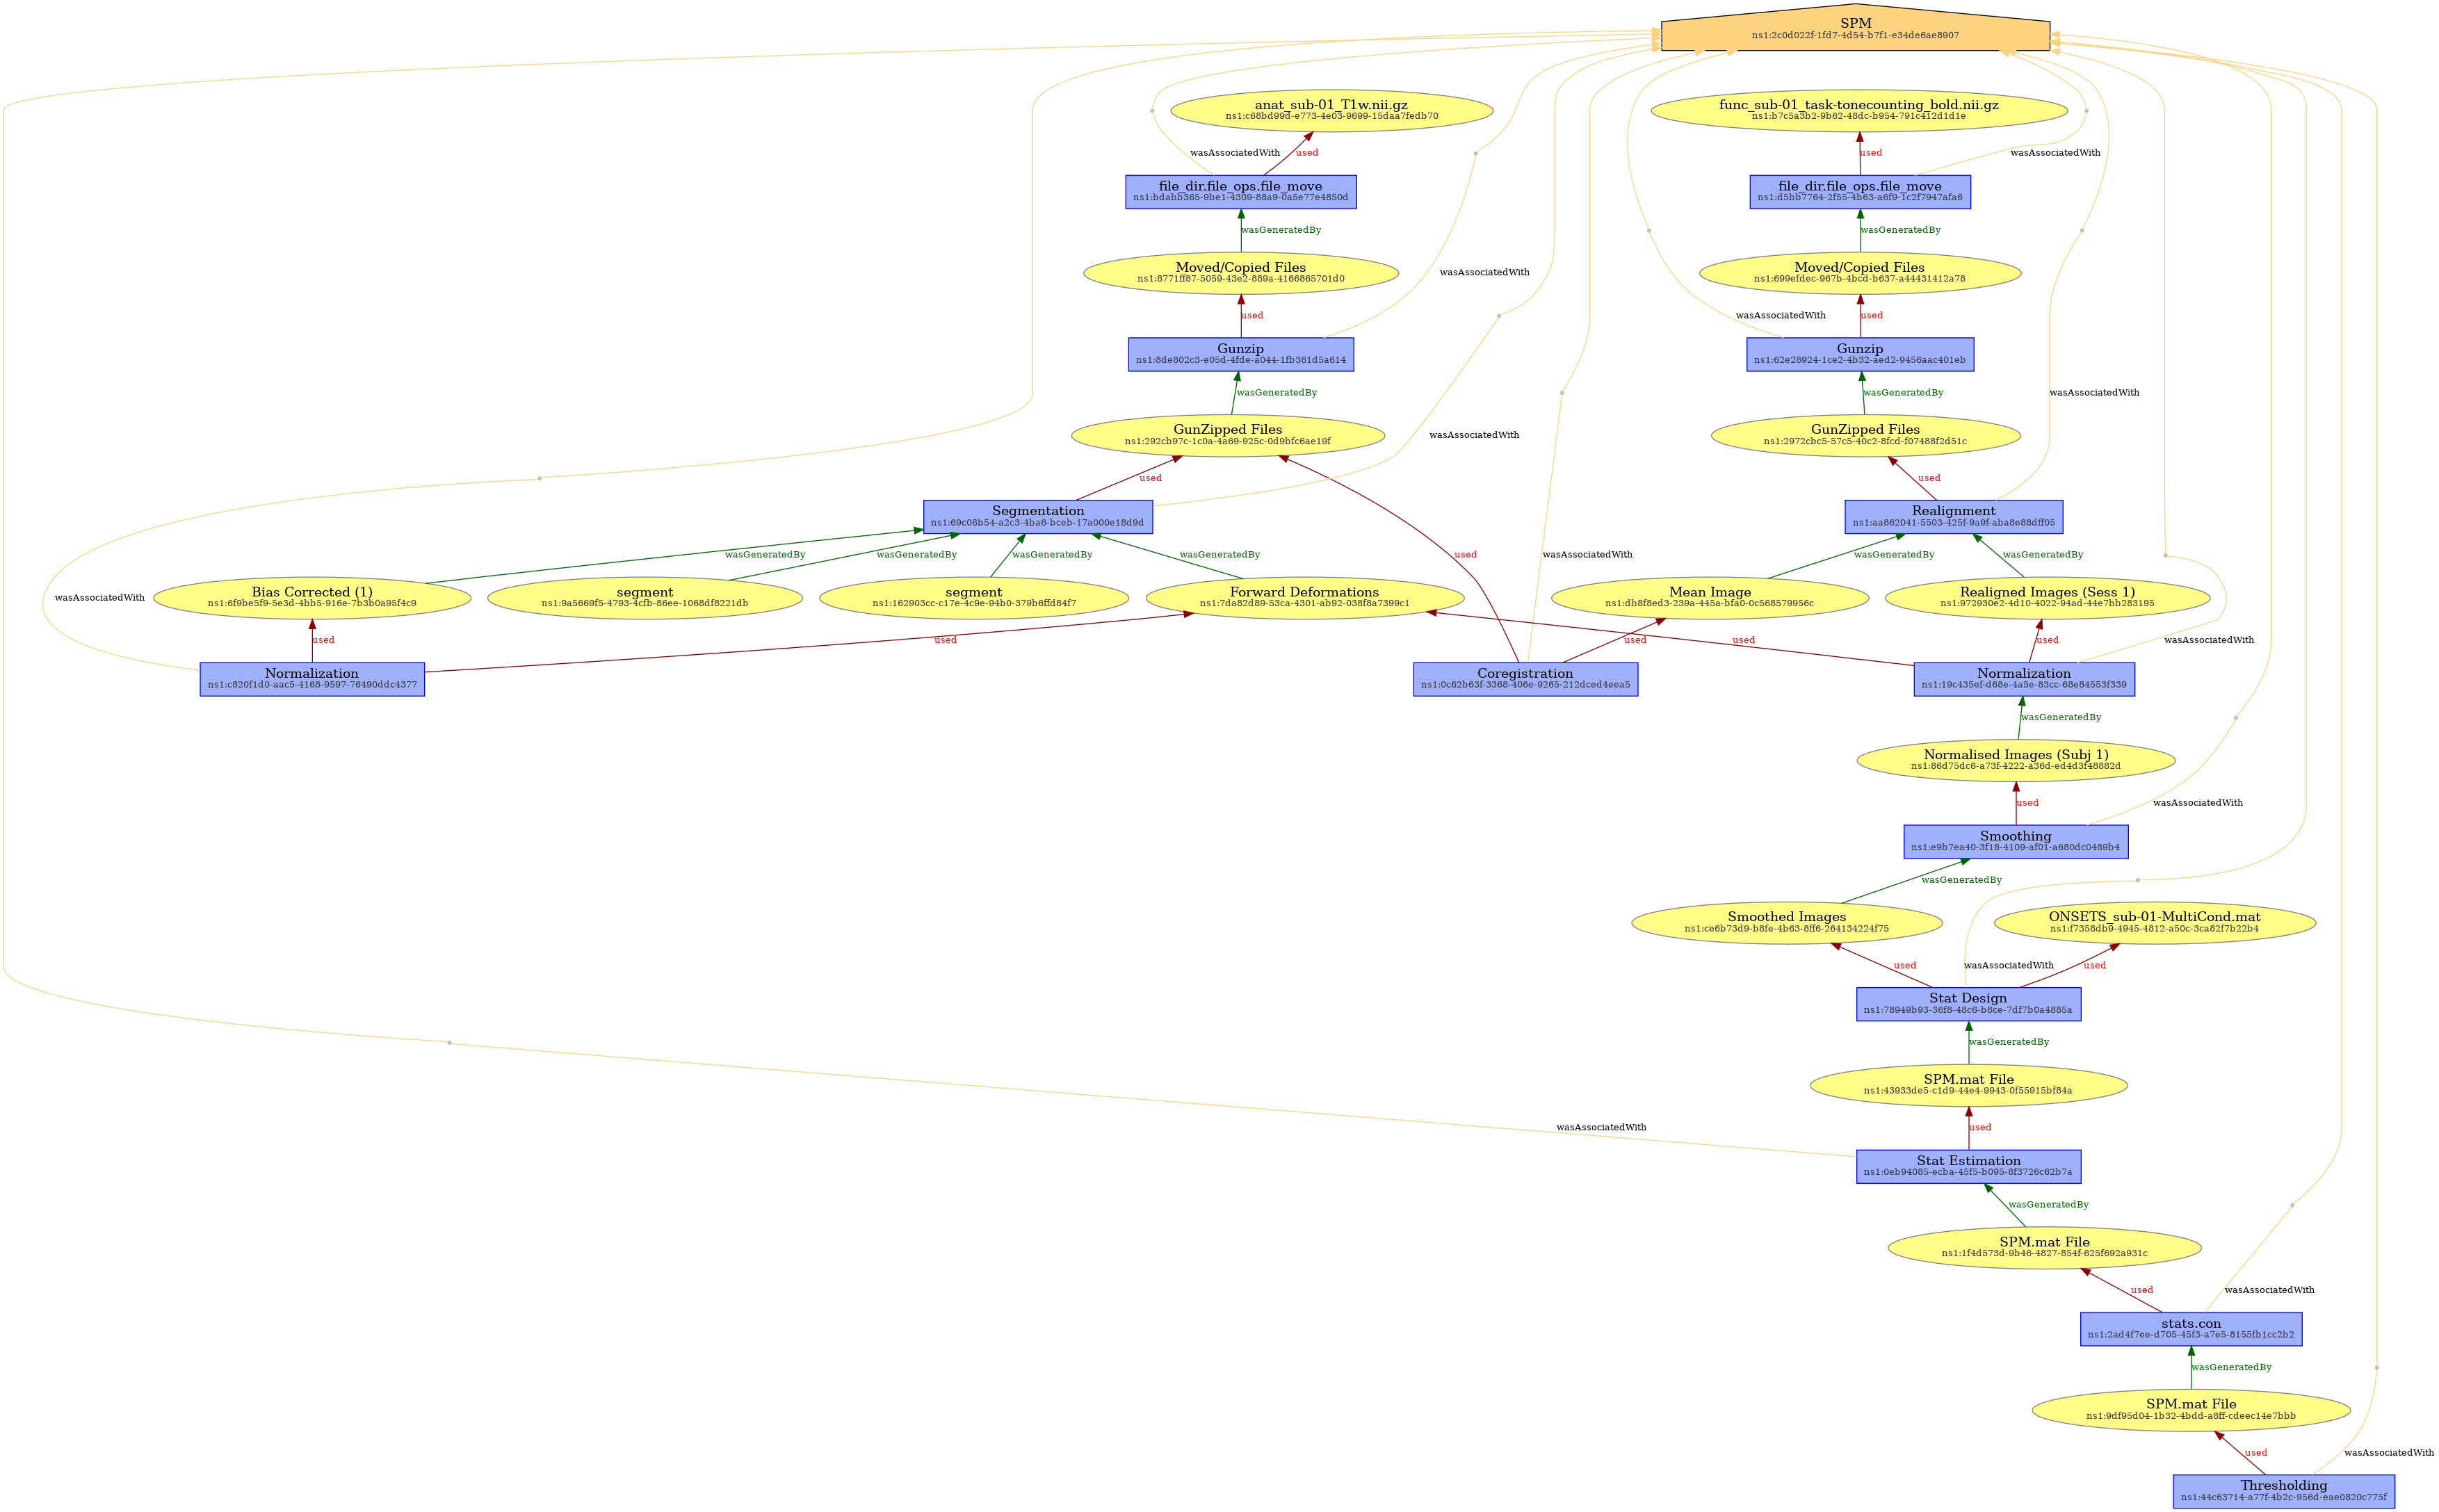 SPM
ns1:2c0d022f-1fd7-4d54-b7f1-e34de6ae8907
anat_sub-01_T1w.nii.gz
ns1:c68bd99d-e773-4e03-9699-15daa7fedb70
func_sub-01_task-tonecounting_bold.nii.gz
ns1:b7c5a3b2-9b62-48dc-b954-791c412d1d1e
wasAssociatedWith
used
used
wasAssociatedWith
file_dir.file_ops.file_move
ns1:bdabb365-9be1-4309-88a9-0a5e77e4850d
file_dir.file_ops.file_move
ns1:d5bb7764-2f55-4b63-a6f9-1c2f7947afa6
wasGeneratedBy
wasGeneratedBy
Moved/Copied Files
ns1:8771ff87-5059-43e2-889a-4166865701d0
wasAssociatedWith
Moved/Copied Files
ns1:699efdec-967b-4bcd-b637-a44431412a78
used
wasAssociatedWith
used
Gunzip
ns1:8de802c3-e05d-4fde-a044-1fb361d5a614
Gunzip
ns1:62e28924-1ce2-4b32-aed2-9456aac401eb
wasGeneratedBy
wasGeneratedBy
wasAssociatedWith
GunZipped Files
ns1:292cb97c-1c0a-4a69-925c-0d9bfc6ae19f
wasAssociatedWith
GunZipped Files
ns1:2972cbc5-57c5-40c2-8fcd-f07488f2d51c
used
used
Segmentation
ns1:69c08b54-a2c3-4ba6-bceb-17a000e18d9d
Realignment
ns1:aa862041-5503-425f-9a9f-aba8e88dff05
wasGeneratedBy
wasGeneratedBy
wasGeneratedBy
wasGeneratedBy
used
wasAssociatedWith
wasGeneratedBy
wasGeneratedBy
wasAssociatedWith
Bias Corrected (1)
ns1:6f9be5f9-5e3d-4bb5-916e-7b3b0a95f4c9
segment
ns1:9a5669f5-4793-4cfb-86ee-1068df8221db
segment
ns1:162903cc-c17e-4c9e-94b0-379b6ffd84f7
Forward Deformations
ns1:7da82d89-53ca-4301-ab92-038f8a7399c1
Mean Image
ns1:db8f8ed3-239a-445a-bfa0-0c568579956c
Realigned Images (Sess 1)
ns1:972930e2-4d10-4022-94ad-44e7bb283195
used
used
used
used
used
wasAssociatedWith
Normalization
ns1:c820f1d0-aac5-4168-9597-76490ddc4377
Coregistration
ns1:0c62b63f-3368-406e-9265-212dced4eea5
Normalization
ns1:19c435ef-d68e-4a5e-83cc-68e84553f339
wasGeneratedBy
Normalised Images (Subj 1)
ns1:86d75dc6-a73f-4222-a36d-ed4d3f48882d
used
wasAssociatedWith
Smoothing
ns1:e9b7ea40-3f18-4109-af01-a680dc0489b4
wasGeneratedBy
Smoothed Images
ns1:ce6b73d9-b8fe-4b63-8ff6-264134224f75
ONSETS_sub-01-MultiCond.mat
ns1:f7358db9-4945-4812-a50c-3ca82f7b22b4
used
wasAssociatedWith
used
Stat Design
ns1:78949b93-36f8-48c6-b8ce-7df7b0a4885a
wasGeneratedBy
SPM.mat File
ns1:43933de5-c1d9-44e4-9943-0f55915bf84a
wasAssociatedWith
used
Stat Estimation
ns1:0eb94085-ecba-45f5-b095-8f3726c62b7a
wasGeneratedBy
SPM.mat File
ns1:1f4d573d-9b46-4827-854f-625f692a931c
used
wasAssociatedWith
stats.con
ns1:2ad4f7ee-d705-45f3-a7e5-8155fb1cc2b2
wasGeneratedBy
SPM.mat File
ns1:9df95d04-1b32-4bdd-a8ff-cdeec14e7bbb
used
wasAssociatedWith
Thresholding
ns1:44c63714-a77f-4b2c-956d-eae0820c775f